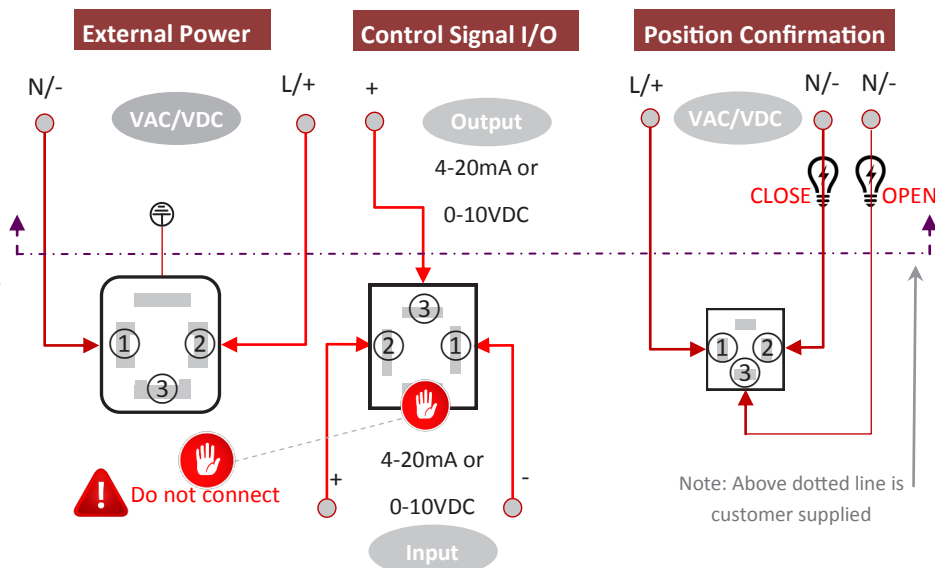 External Power
Control Signal I/O
Position Confirmation
N/-
L/+
+
L/+
N/-
N/-
VAC/VDC
Output
VAC/VDC
4-20mA or
0-10VDC
CLOSE
OPEN
1
2
3
3
2
1
1
2
3
Do not connect
+
4-20mA or
0-10VDC
-
Input
Note: Above dotted line is
customer supplied